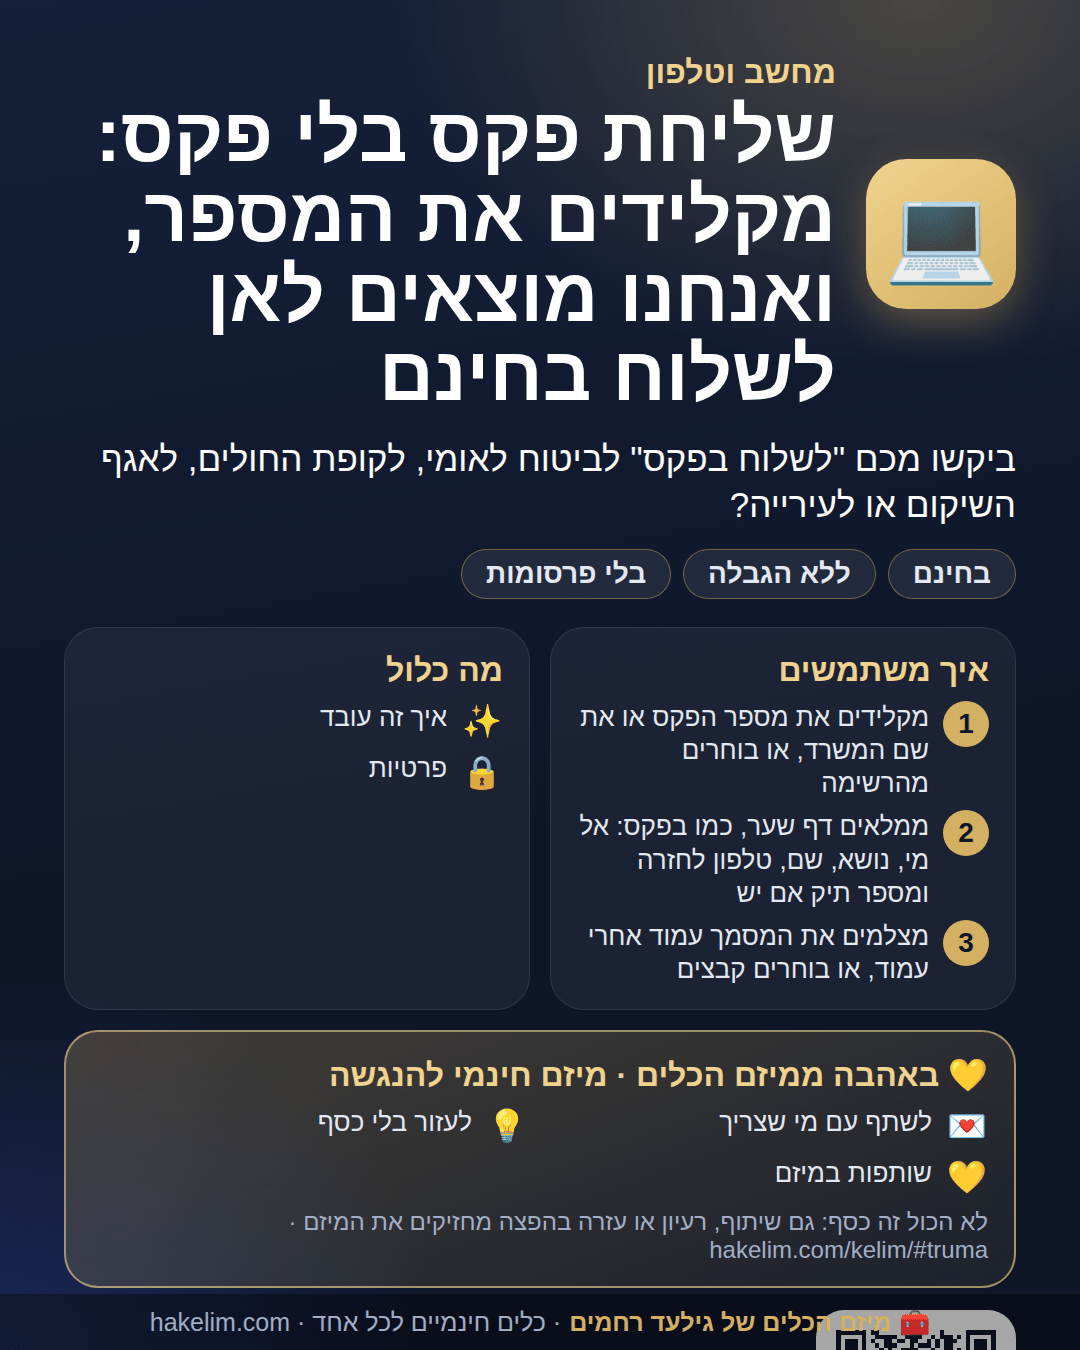 מחשב וטלפון
שליחת פקס בלי פקס:
מקלידים את המספר,
ואנחנו מוצאים לאן
לשלוח בחינם
ביקשו מכם "לשלוח בפקס" לביטוח לאומי, לקופת החולים, לאגף
השיקום או לעירייה?
בחינם
ללא הגבלה
בלי פרסומות
איך משתמשים
1 מקלידים את מספר הפקס או את
שם המשרד, או בוחרים
מהרשימה
2 ממלאים דף שער, כמו בפקס: אל
מי, נושא, שם, טלפון לחזרה
ומספר תיק אם יש
3 מצלמים את המסמך עמוד אחרי
עמוד, או בוחרים קבצים
מה כלול
איך זה עובד
פרטיות
באהבה ממיזם הכלים · מיזם חינמי להנגשה
לשתף עם מי שצריך
לעזור בלי כסף
שותפות במיזם
לא הכול זה כסף: גם שיתוף, רעיון או עזרה בהפצה מחזיקים את המיזם ·
hakelim.com/kelim/#truma
מיזם הכלים של גילעד רחמים · כלים חינמיים לכל אחד · hakelim.com